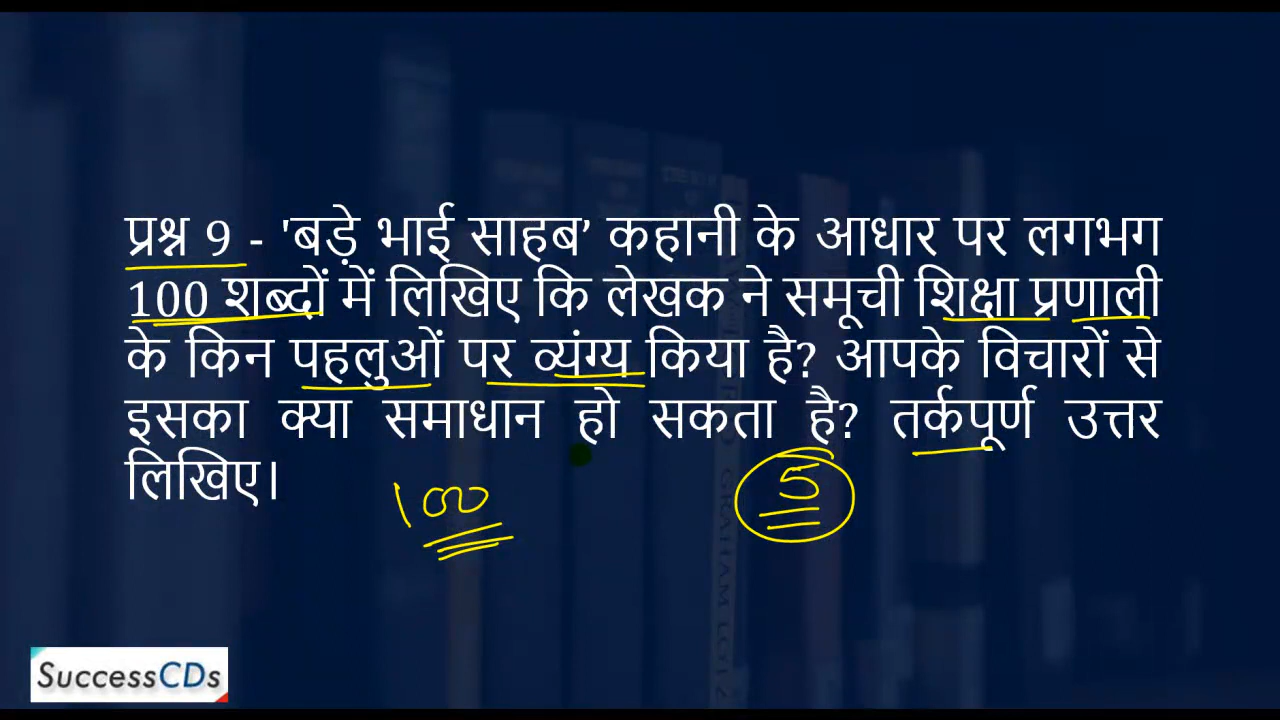 प्रश्न 9 - 'बड़े भाई साहब’ कहानी के आधार पर लगभग
100 शब्दों में लिखिए कि लेखक ने समूची शिक्षा प्रणाली
के किन पहलुओं पर व्यंग्य किया है? आपके विचारों से
इसका क्या समाधान हो सकता है? तर्कपूर्ण उत्तर
लिखिए।
100 5
SuccessCDs